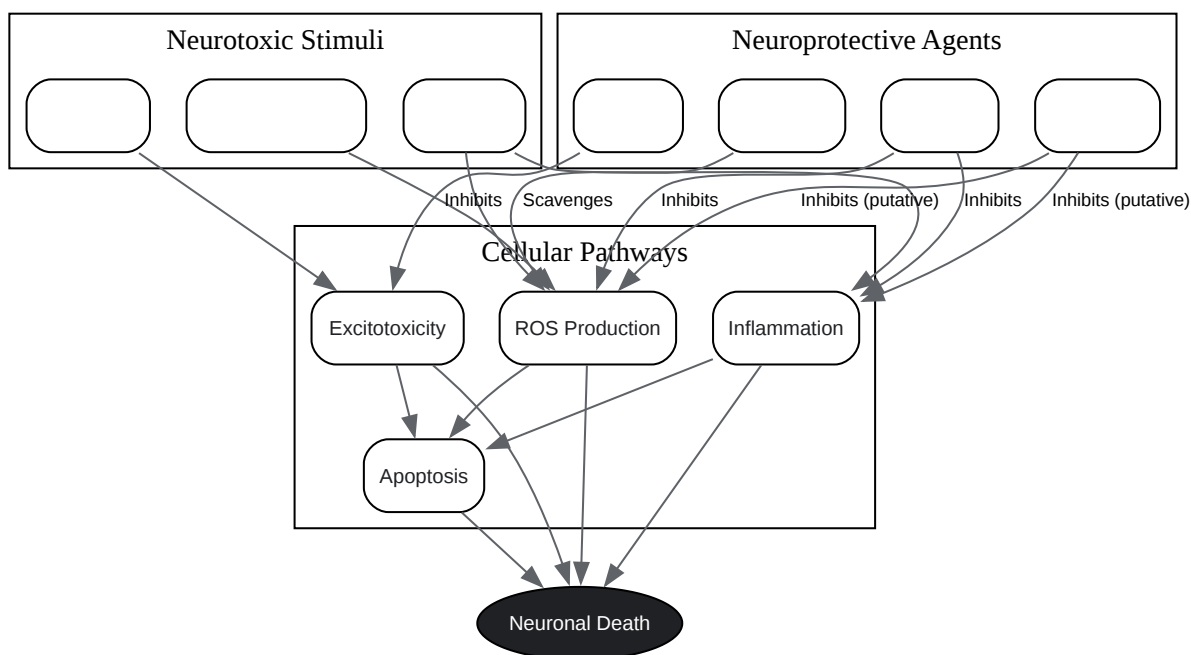 Neurotoxic Stimuli
Neuroprotective Agents
Inhibits
Scavenges
Inhibits
Inhibits (putative)
Inhibits
Inhibits (putative)
Cellular Pathways
Excitotoxicity
ROS Production
Inflammation
Apoptosis
Neuronal Death